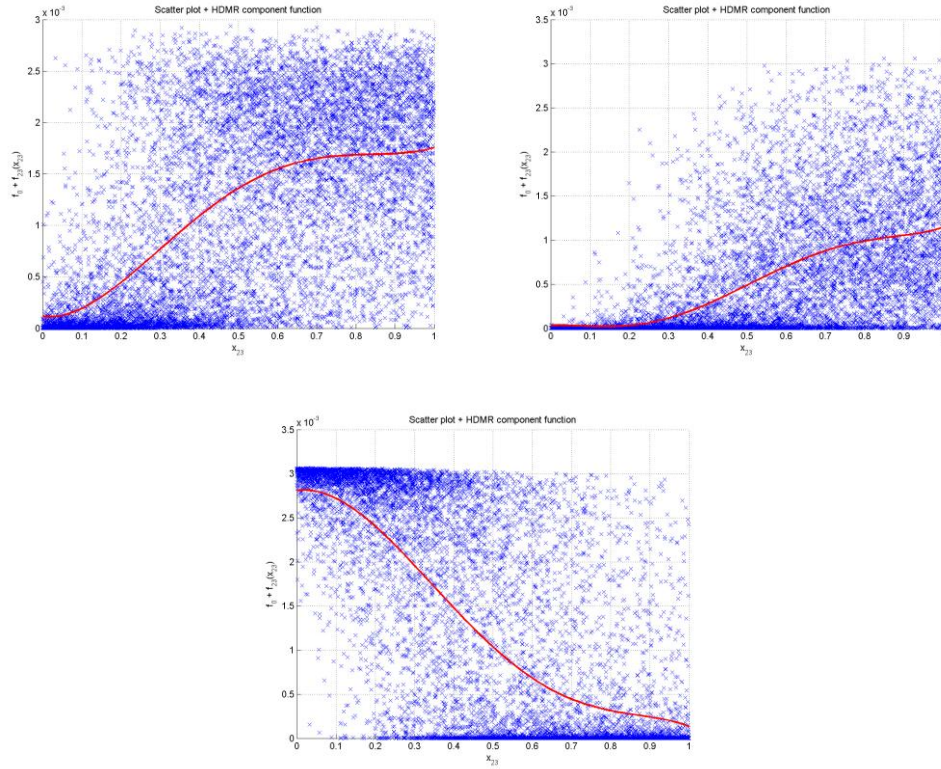 Scatter plot + HDMR component function
x 10⁻³
3
2.5
2
1.5
1
0.5
0
f₀ + f₂₃(x₂₃)
0 0.1 0.2 0.3 0.4 0.5 0.6 0.7 0.8 0.9 1
x₂₃
Scatter plot + HDMR component function
x 10⁻³
3.5
3
2.5
2
1.5
1
0.5
0
f₀ + f₂₃(x₂₃)
0 0.1 0.2 0.3 0.4 0.5 0.6 0.7 0.8 0.9
x₂₃
Scatter plot + HDMR component function
x 10⁻³
3.5
3
2.5
2
1.5
1
0.5
0
f₀ + f₂₃(x₂₃)
0 0.1 0.2 0.3 0.4 0.5 0.6 0.7 0.8 0.9 1
x₂₃